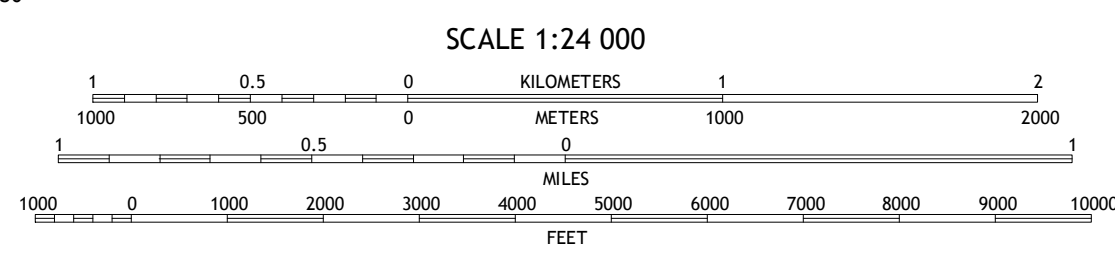 SCALE 1:24 000
1 0.5 0 KILOMETERS 1 2
1000 500 0 METERS 1000 2000
1 0.5 0 1
MILES
1000 0 1000 2000 3000 4000 5000 6000 7000 8000 9000 10000
FEET